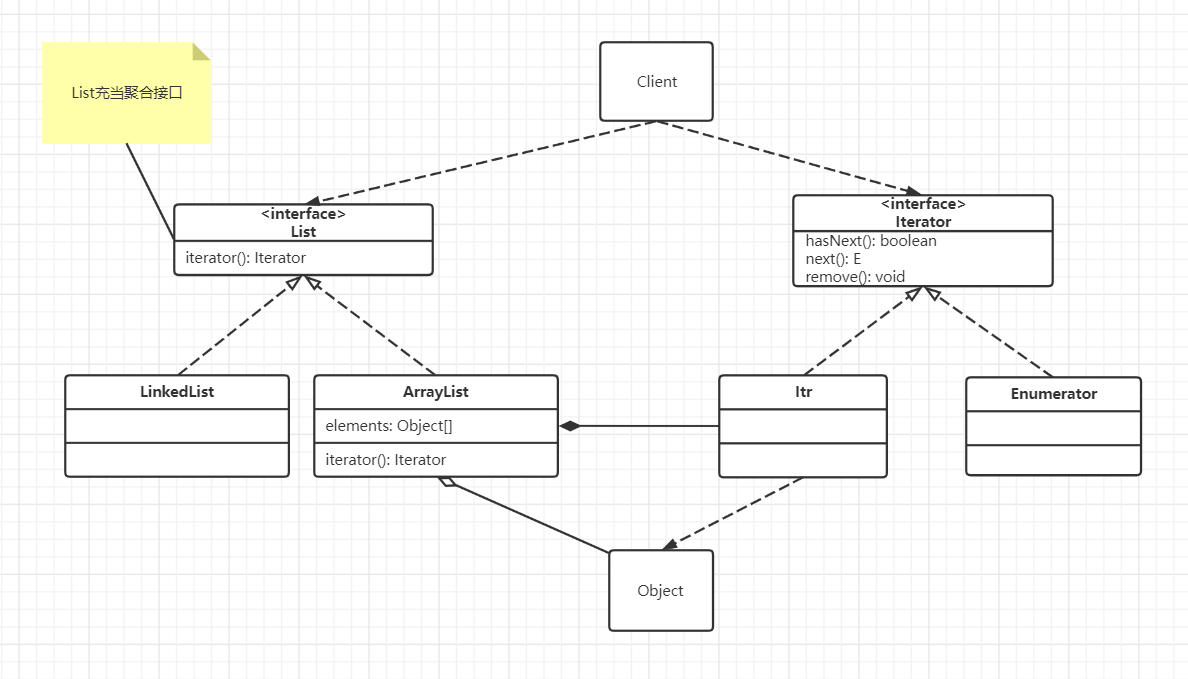 List充当聚合接口
Client
<interface>
List
iterator(): Iterator
<interface>
Iterator
hasNext(): boolean
next(): E
remove(): void
LinkedList
ArrayList
elements: Object[]
iterator(): Iterator
Itr
Enumerator
Object